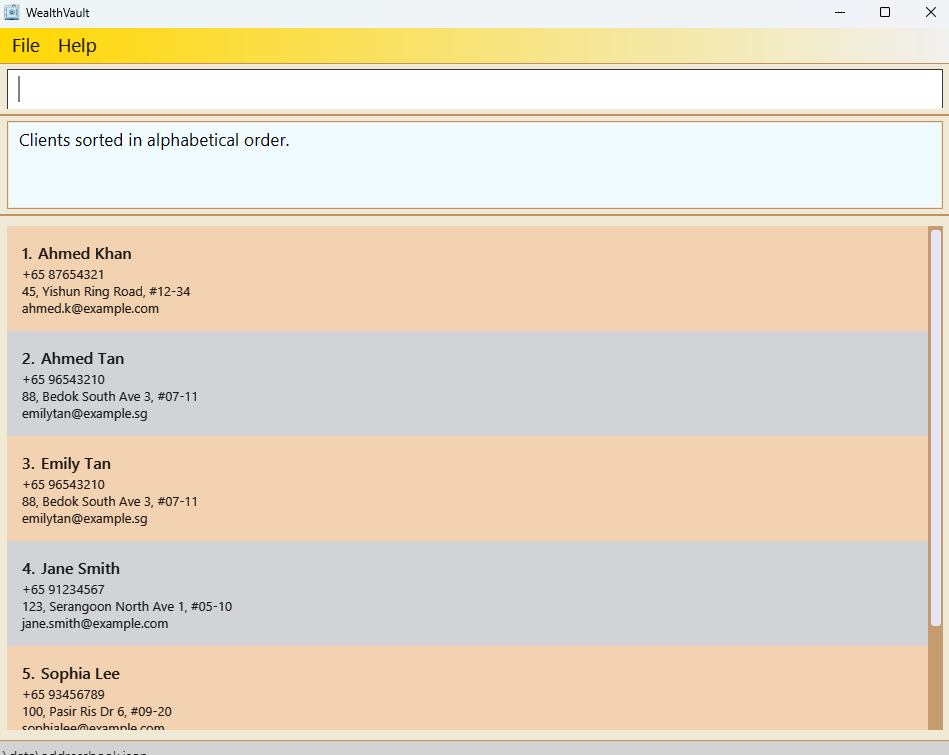 WealthVault
File Help
Clients sorted in alphabetical order.
1. Ahmed Khan
+65 87654321
45, Yishun Ring Road, #12-34
ahmed.k@example.com
2. Ahmed Tan
+65 96543210
88, Bedok South Ave 3, #07-11
emilytan@example.sg
3. Emily Tan
+65 96543210
88, Bedok South Ave 3, #07-11
emilytan@example.sg
4. Jane Smith
+65 91234567
123, Serangoon North Ave 1, #05-10
jane.smith@example.com
5. Sophia Lee
+65 93456789
100, Pasir Ris Dr 6, #09-20
sophialee@example.com